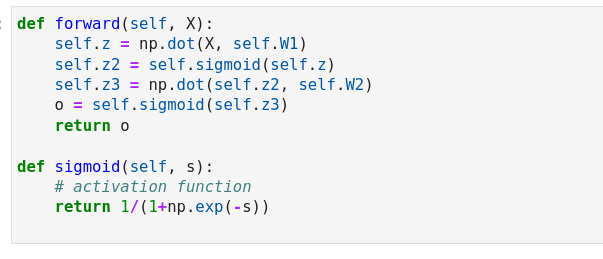 def forward(self, X):
    self.z = np.dot(X, self.W1)
    self.z2 = self.sigmoid(self.z)
    self.z3 = np.dot(self.z2, self.W2)
    o = self.sigmoid(self.z3)
    return o

def sigmoid(self, s):
    # activation function
    return 1/(1+np.exp(-s))